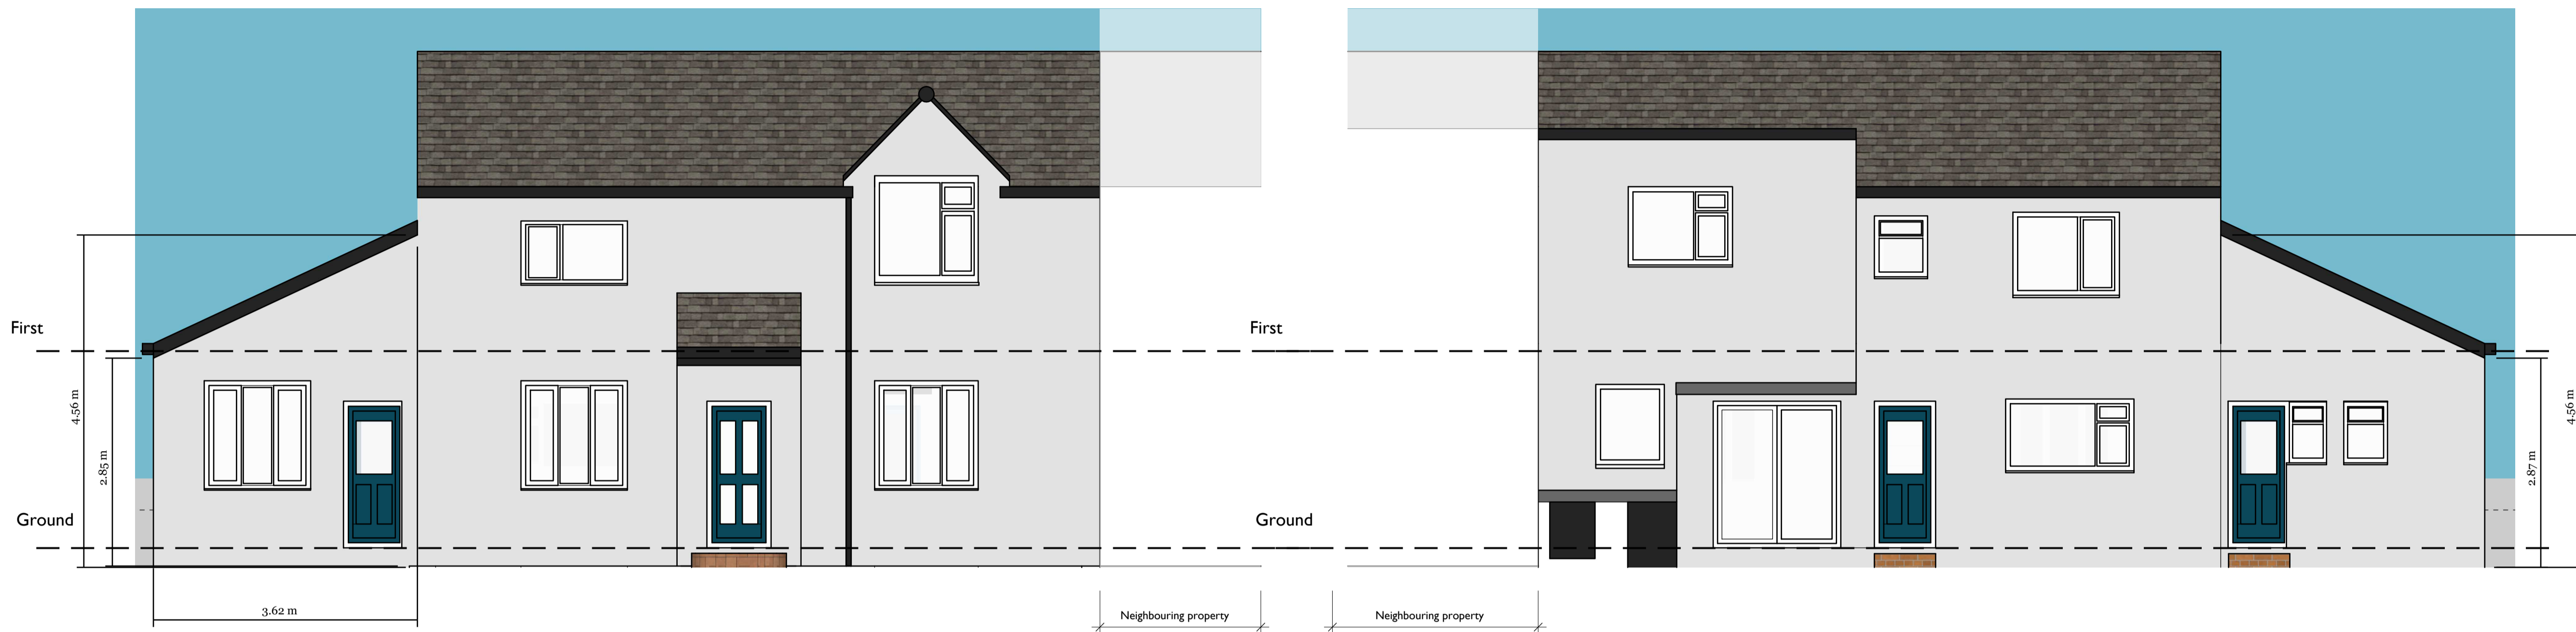 First
First
4.56 m
4.56 m
2.85 m
2.87 m
Ground
Ground
3.62 m
Neighbouring property
Neighbouring property